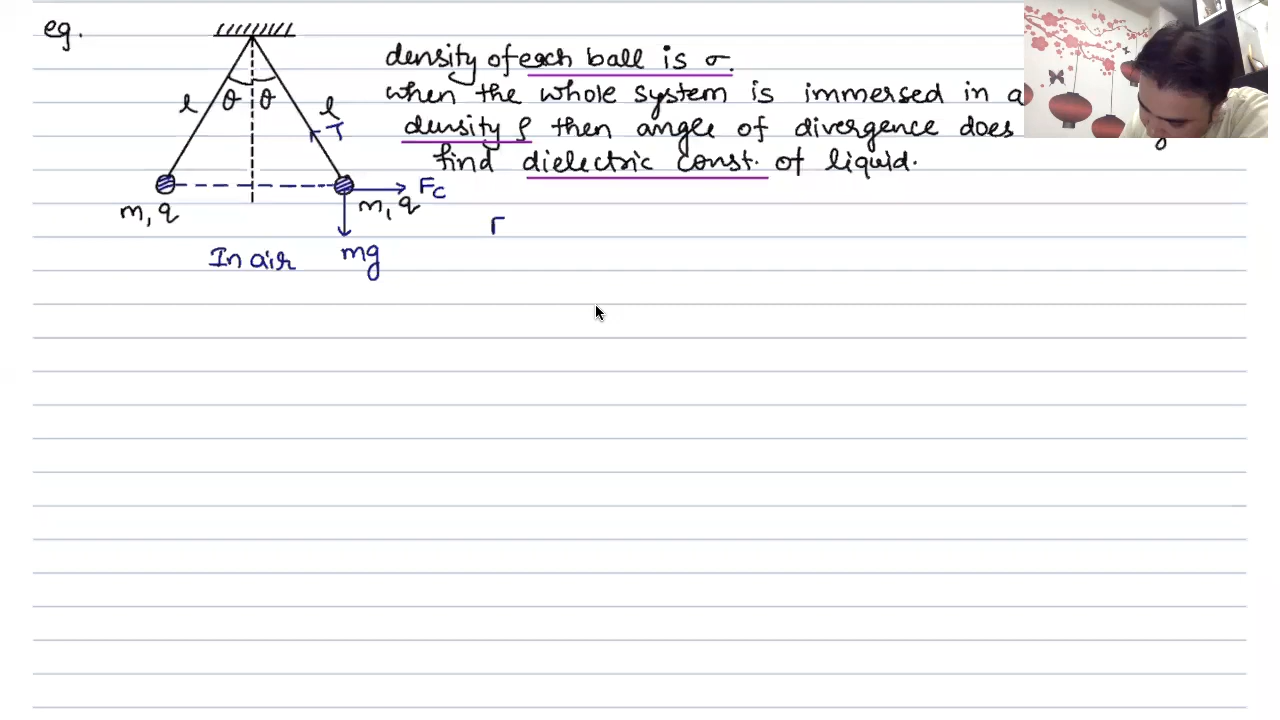 eg.
density of each ball is σ.
when the whole system is immersed in a
density ρ then angle of divergence does
find dielectric const. of liquid.
θ θ
l l
T
Fc
m, q m, q
In air mg